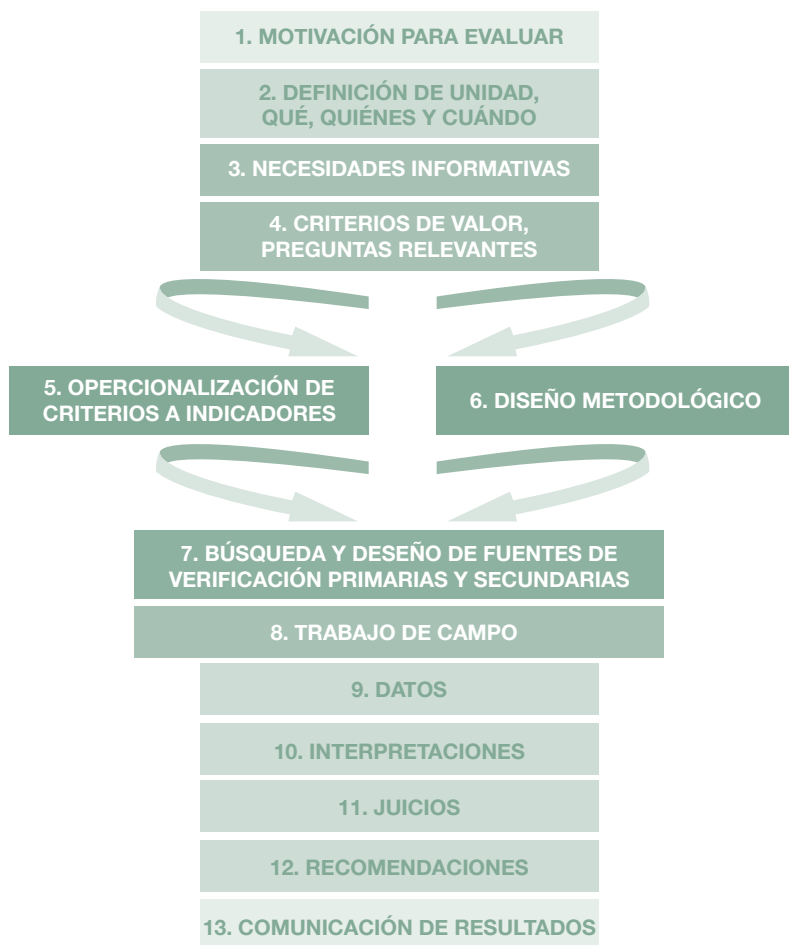 1. MOTIVACIÓN PARA EVALUAR
2. DEFINICIÓN DE UNIDAD,
QUÉ, QUIÉNES Y CUÁNDO
3. NECESIDADES INFORMATIVAS
4. CRITERIOS DE VALOR,
PREGUNTAS RELEVANTES
5. OPERCIONALIZACIÓN DE
CRITERIOS A INDICADORES
6. DISEÑO METODOLÓGICO
7. BÚSQUEDA Y DESEÑO DE FUENTES DE
VERIFICACIÓN PRIMARIAS Y SECUNDARIAS
8. TRABAJO DE CAMPO
9. DATOS
10. INTERPRETACIONES
11. JUICIOS
12. RECOMENDACIONES
13. COMUNICACIÓN DE RESULTADOS